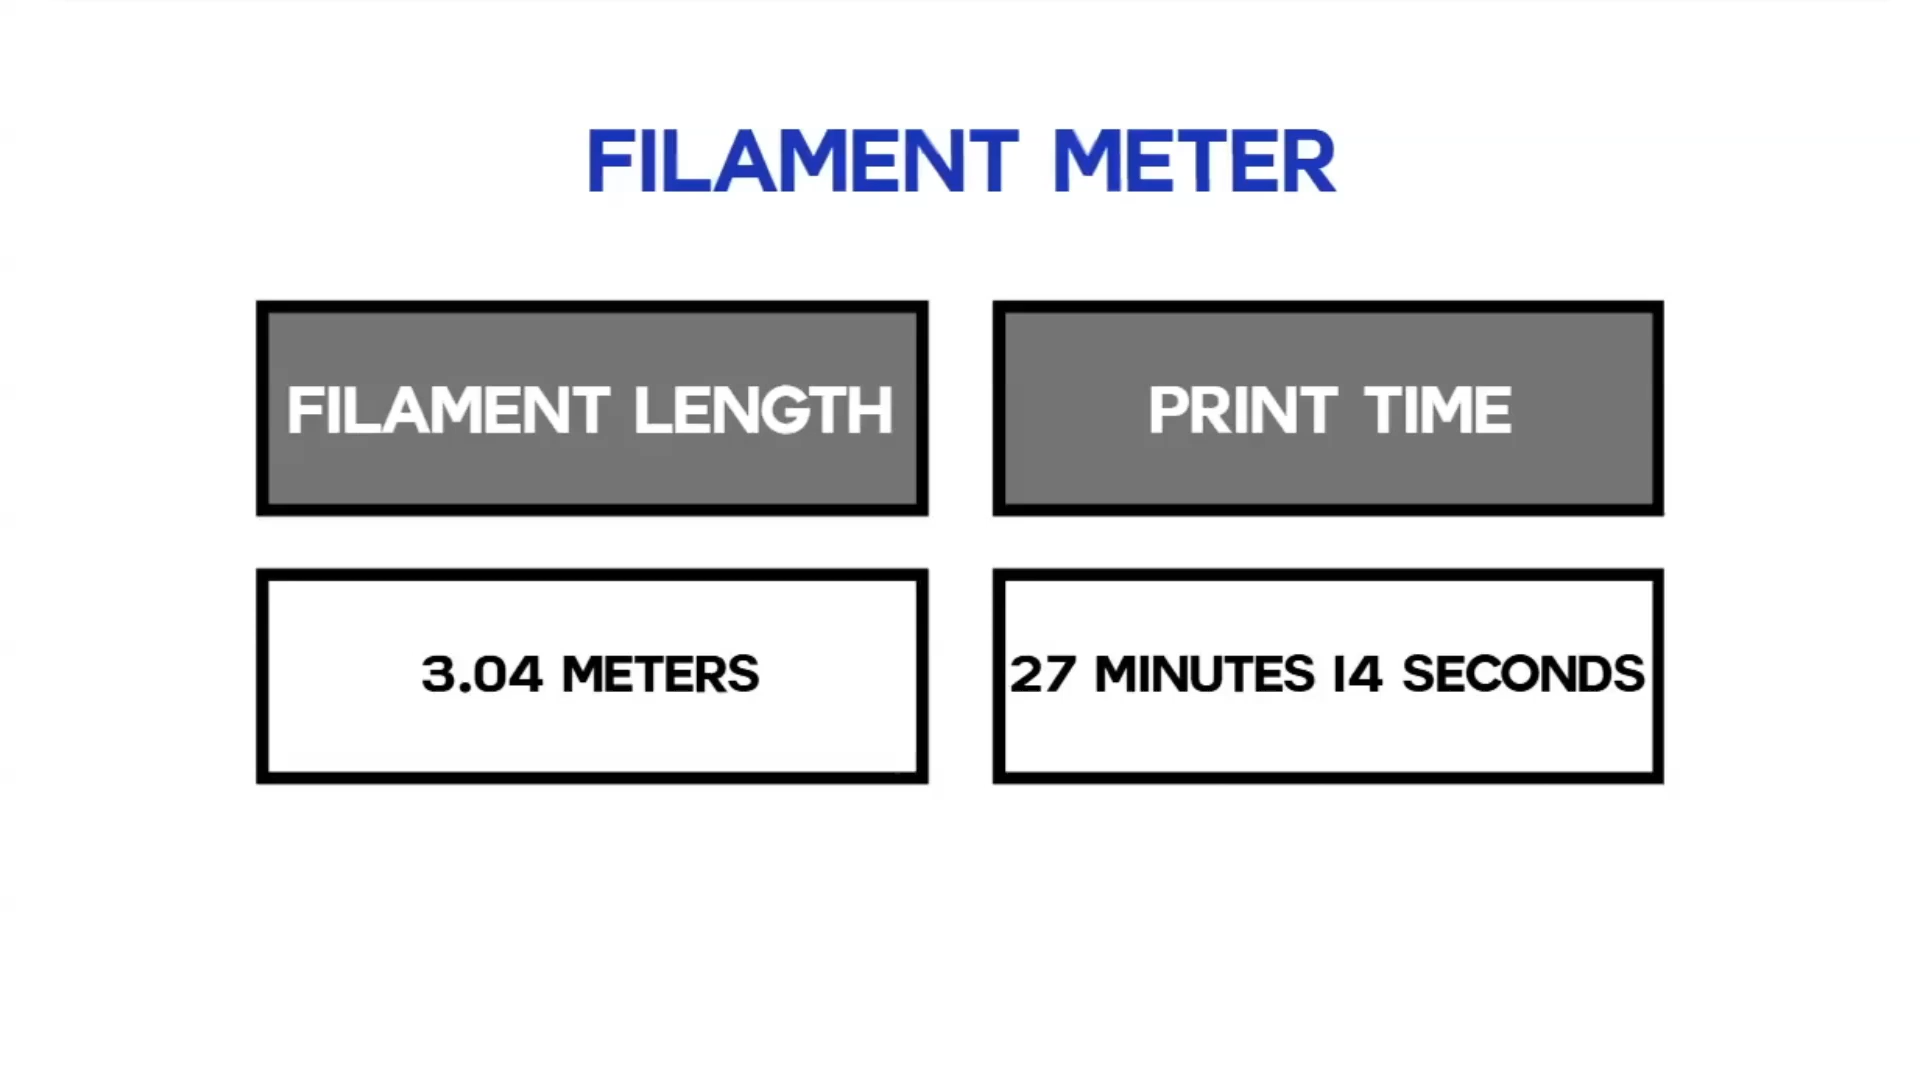 FILAMENT METER
FILAMENT LENGTH
PRINT TIME
3.04 METERS
27 MINUTES 14 SECONDS